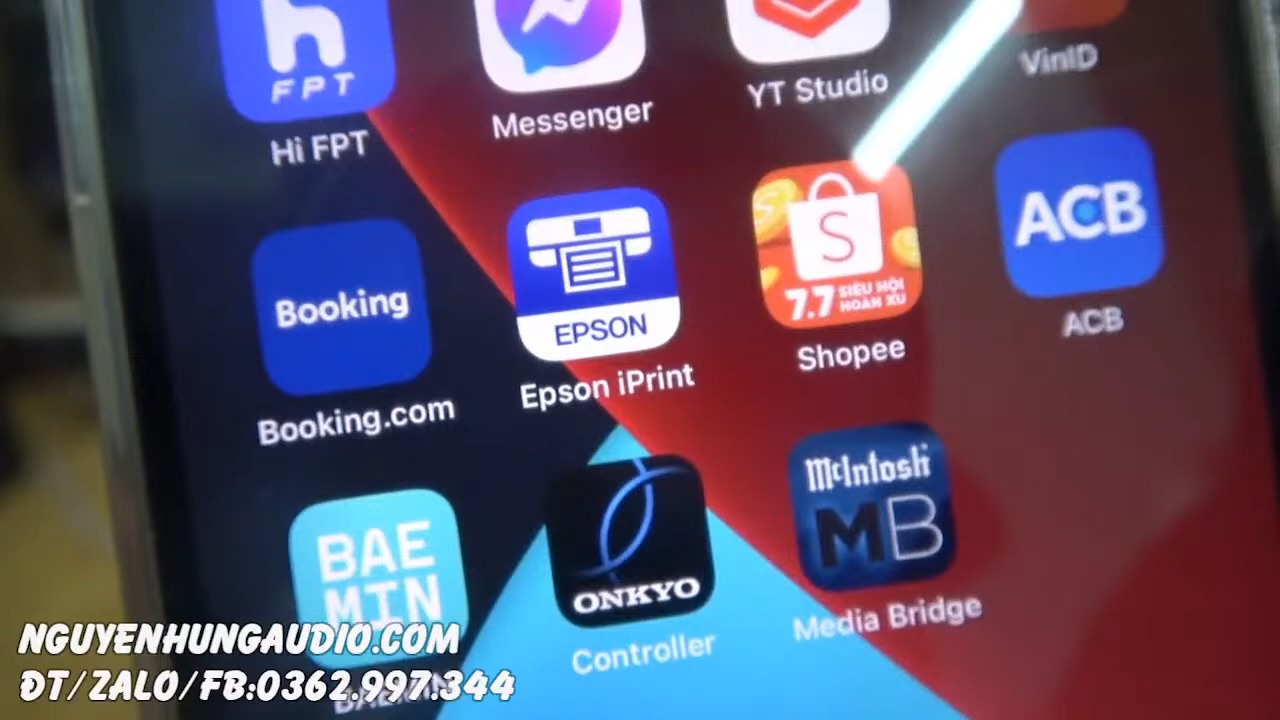 FPT
Hi FPT
Messenger
YT Studio
VinID
Booking
Booking.com
EPSON
Epson iPrint
S
7.7 SIÊU HỘI
HOÀN XU
Shopee
ACB
ACB
BAE
MIN
BAEMIN
ONKYO
Controller
McIntosh
MB
Media Bridge
NGUYENHUNGAUDIO.COM
ĐT/ZALO/FB:0362.997.344